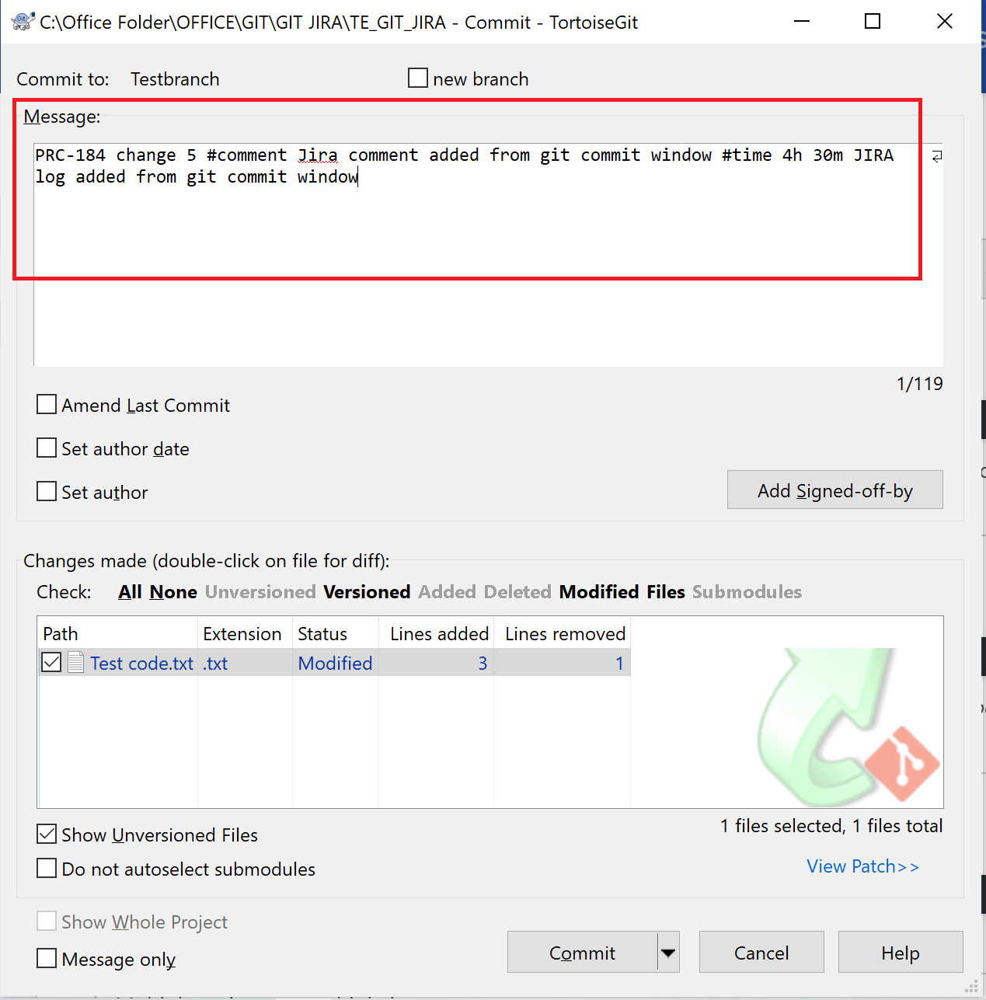 C:\Office Folder\OFFICE\GIT\GIT JIRA\TE_GIT_JIRA - Commit - TortoiseGit
Commit to: Testbranch new branch
Message:
PRC-184 change 5 #comment Jira comment added from git commit window #time 4h 30m JIRA
log added from git commit window
1/119
Amend Last Commit
Set author date
Set author
Add Signed-off-by
Changes made (double-click on file for diff):
Check: All None Unversioned Versioned Added Deleted Modified Files Submodules
Path Extension Status Lines added Lines removed
Test code.txt .txt Modified 3 1
Show Unversioned Files
1 files selected, 1 files total
Do not autoselect submodules
View Patch>>
Show Whole Project
Message only
Commit Cancel Help